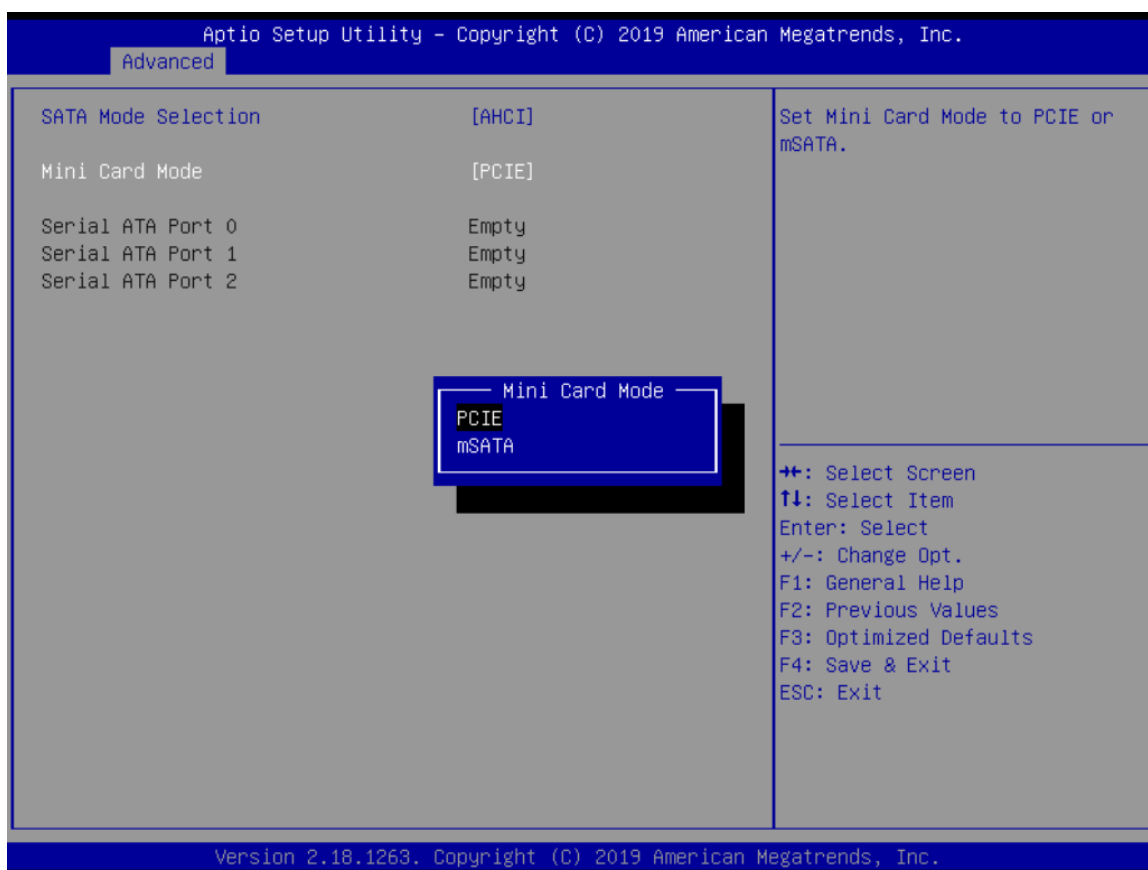 Aptio Setup Utility – Copyright (C) 2019 American Megatrends, Inc.
Advanced
SATA Mode Selection [AHCI]
Mini Card Mode [PCIE]
Serial ATA Port 0 Empty
Serial ATA Port 1 Empty
Serial ATA Port 2 Empty
Mini Card Mode
PCIE
mSATA
Set Mini Card Mode to PCIE or
mSATA.
→←: Select Screen
↑↓: Select Item
Enter: Select
+/-: Change Opt.
F1: General Help
F2: Previous Values
F3: Optimized Defaults
F4: Save & Exit
ESC: Exit
Version 2.18.1263. Copyright (C) 2019 American Megatrends, Inc.